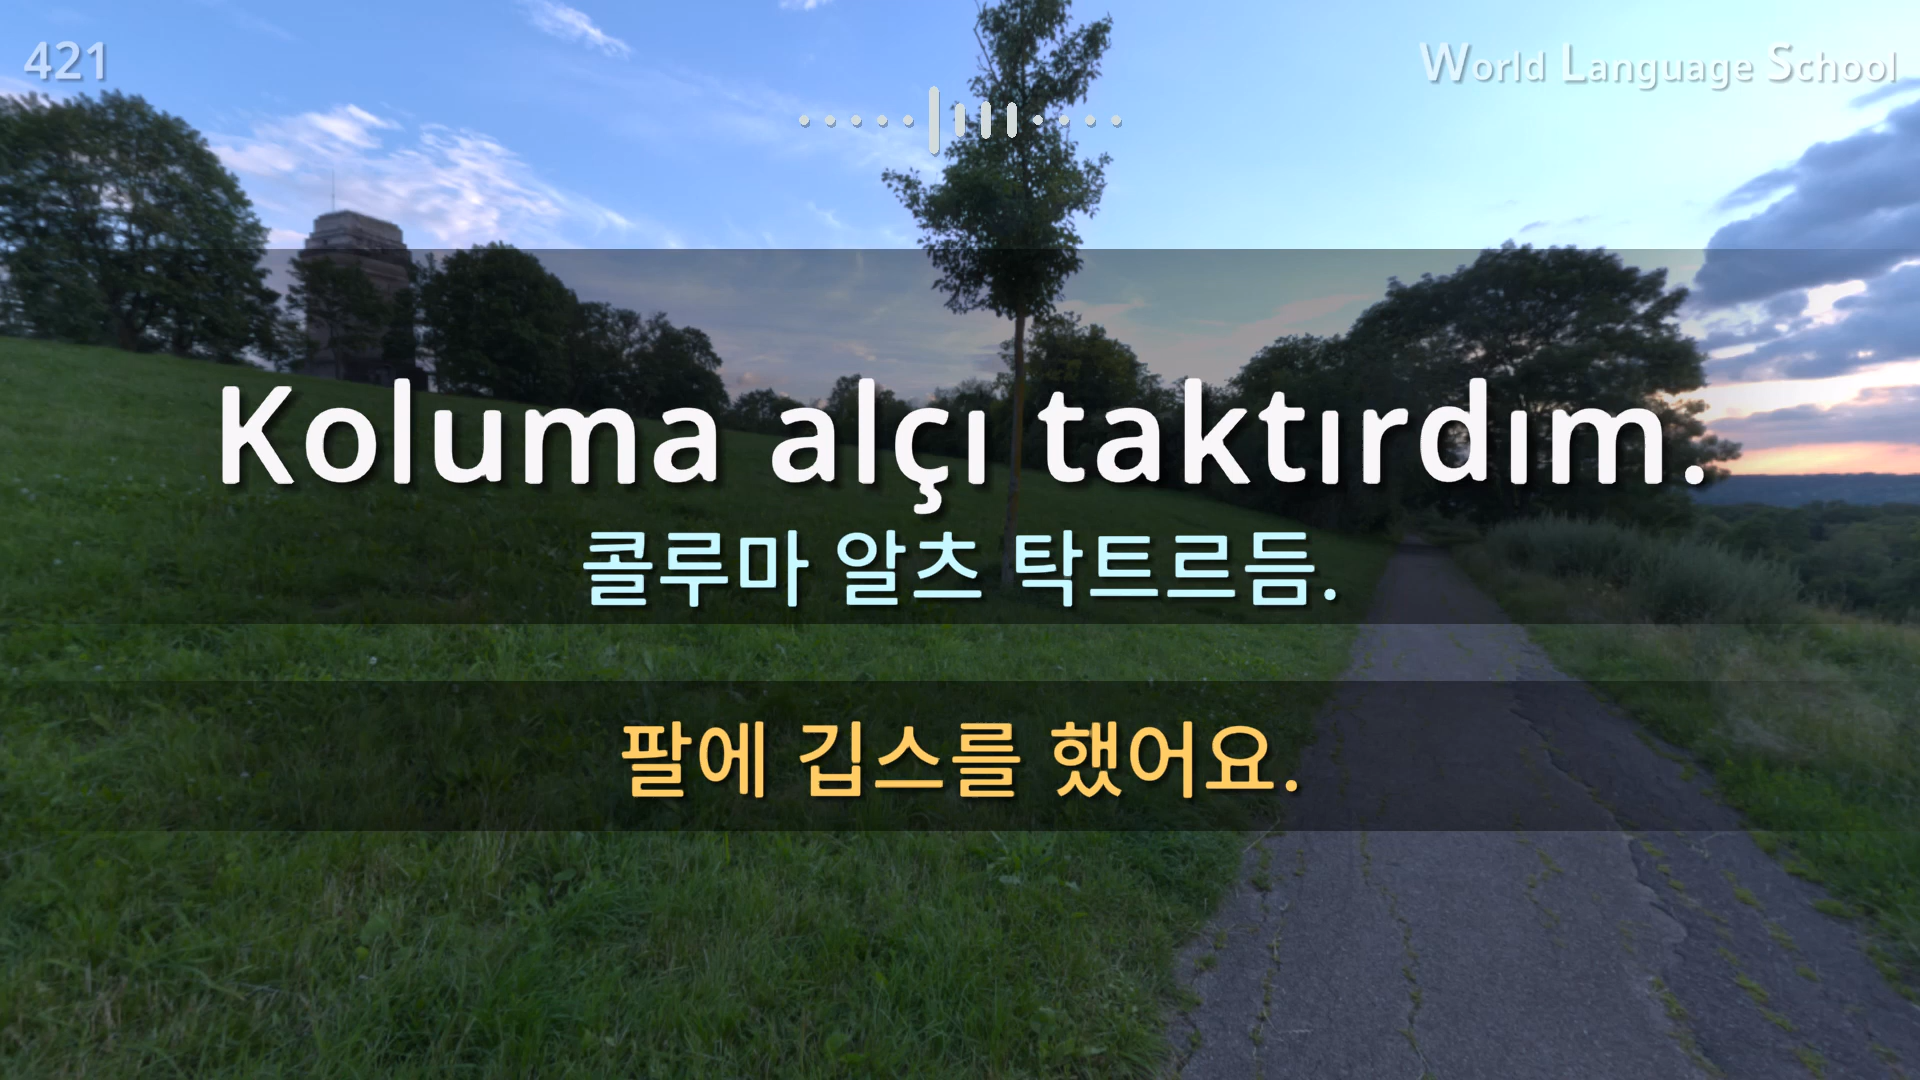 421
World Language School
Koluma alçı taktırdım.
콜루마 알츠 탁트르듬.
팔에 깁스를 했어요.